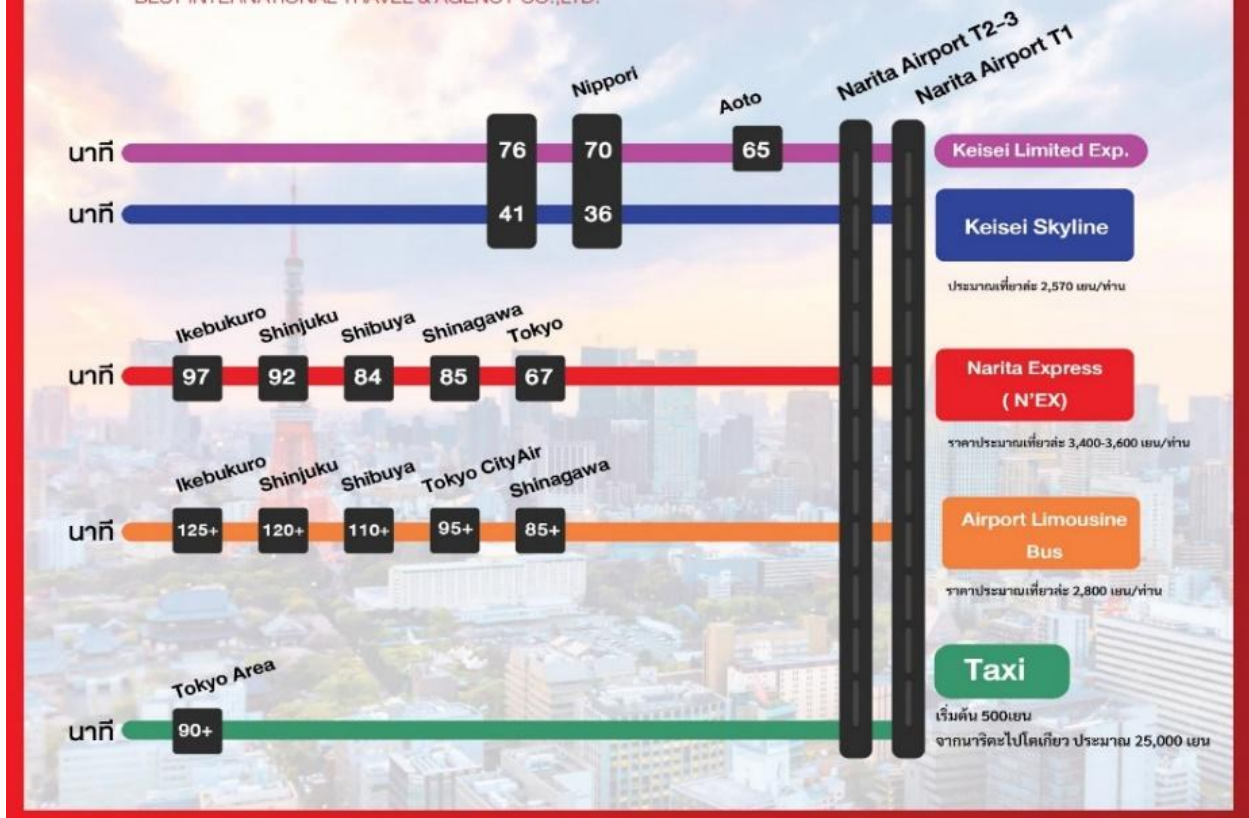 BEST INTERNATIONAL TRAVEL & AGENCY CO.,LTD.
Narita Airport T2-3
Narita Airport T1
Nippori
Aoto
นาที 76 70 65 Keisei Limited Exp.
นาที 41 36 Keisei Skyline
ประมาณเที่ยวล่ะ 2,570 เยน/ท่าน
Ikebukuro Shinjuku Shibuya Shinagawa Tokyo
นาที 97 92 84 85 67 Narita Express
( N'EX)
ราคาประมาณเที่ยวล่ะ 3,400-3,600 เยน/ท่าน
Ikebukuro Shinjuku Shibuya Tokyo CityAir Shinagawa
นาที 125+ 120+ 110+ 95+ 85+ Airport Limousine
Bus
ราคาประมาณเที่ยวล่ะ 2,800 เยน/ท่าน
Taxi
เริ่มต้น 500เยน
Tokyo Area
นาที 90+
จากนาริตะไปโตเกียว ประมาณ 25,000 เยน